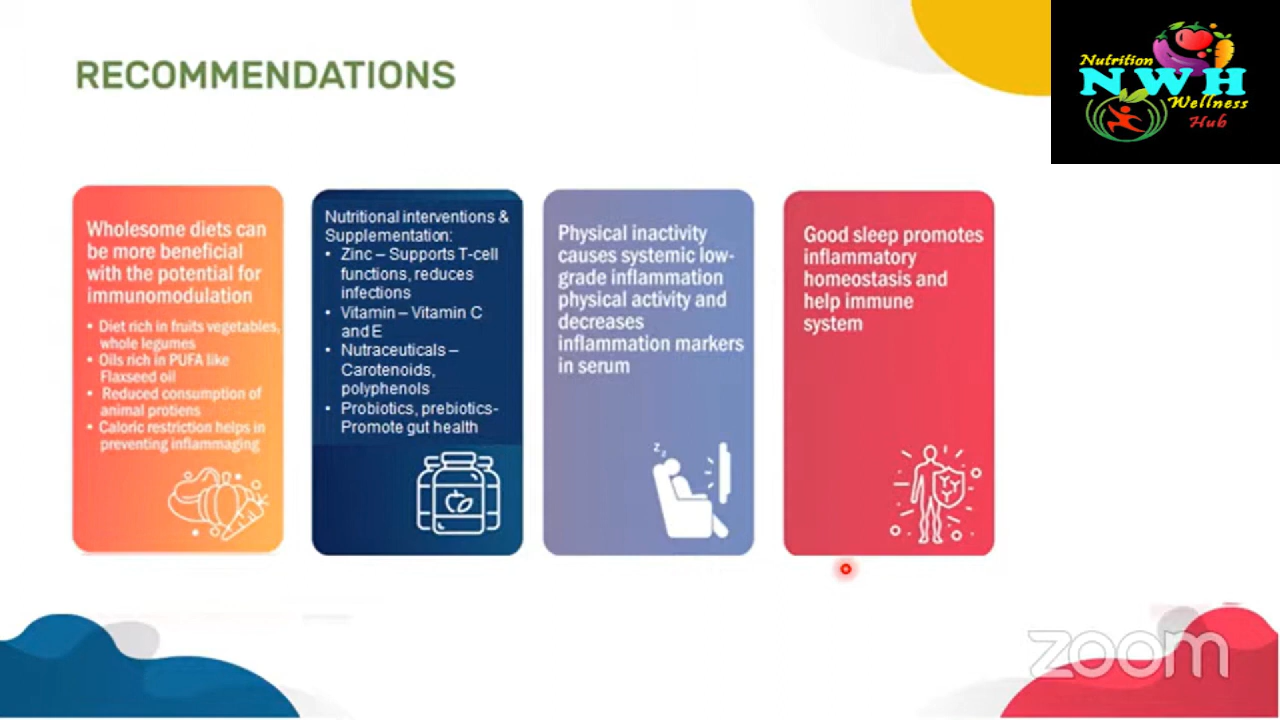 RECOMMENDATIONS
Nutrition
NWH
Wellness
Hub
Wholesome diets can
be more beneficial
with the potential for
immunomodulation
• Diet rich in fruits vegetables,
whole legumes
• Oils rich in PUFA like
Flaxseed oil
• Reduced consumption of
animal protiens
• Caloric restriction helps in
preventing inflammaging
Nutritional interventions &
Supplementation:
• Zinc – Supports T-cell
functions, reduces
infections
• Vitamin – Vitamin C
and E
• Nutraceuticals –
Carotenoids,
polyphenols
• Probiotics, prebiotics-
Promote gut health
Physical inactivity
causes systemic low-
grade inflammation
physical activity and
decreases
inflammation markers
in serum
z z
Good sleep promotes
inflammatory
homeostasis and
help immune
system
zoom